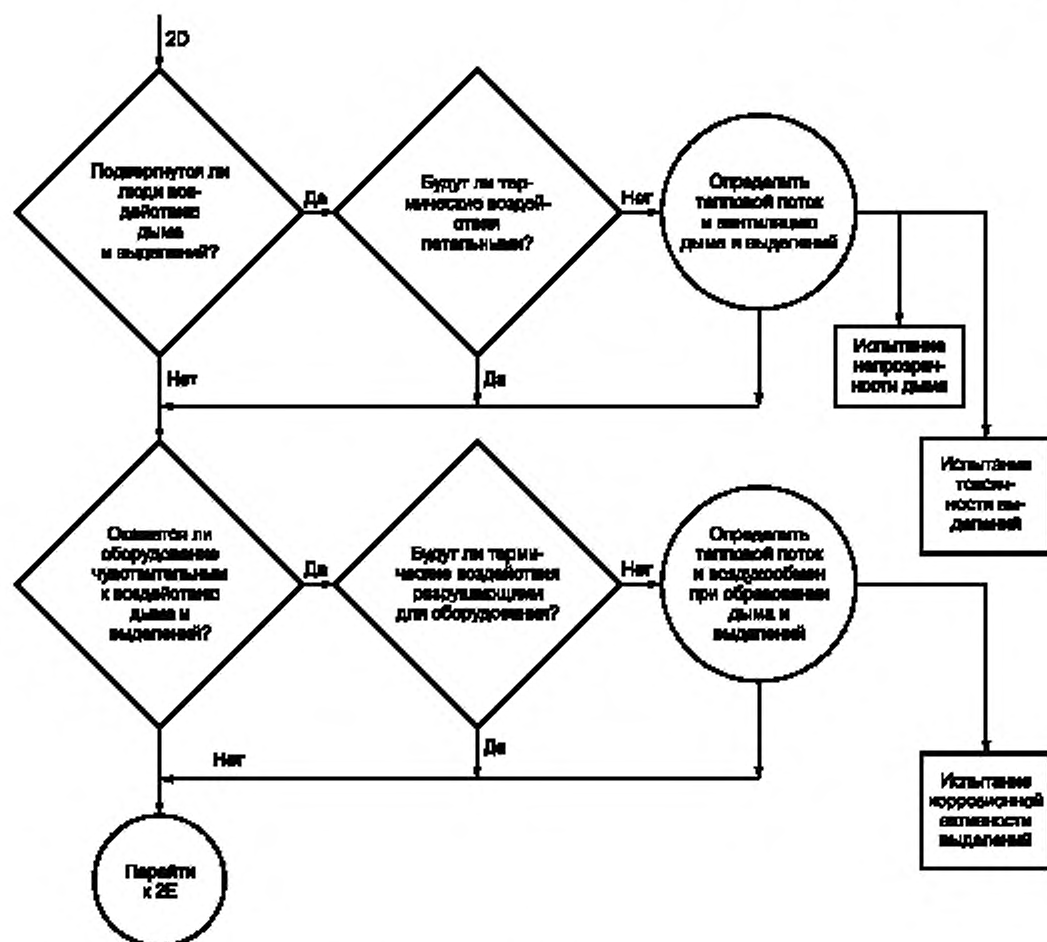 2D
Подвергнутся ли
люди воз-
действию
дыма
и выделений?
Да
Будут ли тер-
мические воздей-
ствия
летальными?
Нет
Определить
тепловой поток
и вентиляцию
дыма и выделений
Испытание
непрозрач-
ности дыма
Нет
Да
Испытание
токсич-
ности вы-
делений
Окажется ли
оборудование
чувствительным
к воздействию
дыма и
выделений?
Да
Будут ли терми-
ческие воздействия
разрушающими
для оборудования?
Нет
Определить
тепловой поток
и воздухообмен
при образовании
дыма и
выделений
Нет
Да
Испытание
коррозионной
активности
выделений
Перейти
к 2E